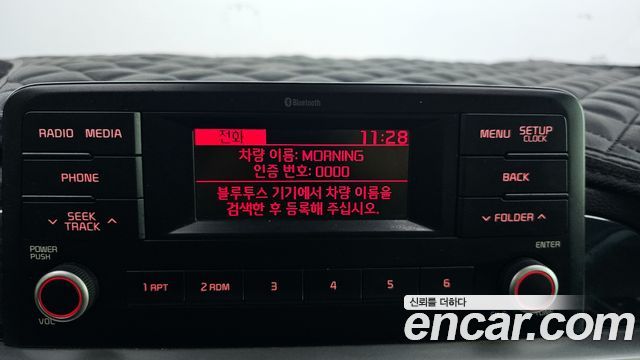 Bluetooth
전화 11:28
차량 이름: MORNING
인증 번호: 0000
블루투스 기기에서 차량 이름을
검색한 후 등록해 주십시오.
RADIO MEDIA
PHONE
SEEK
TRACK
MENU SETUP
CLOCK
BACK
FOLDER
POWER
PUSH
VOL
1 RPT 2 RDM 3 4 5 6
ENTER
신뢰를 더하다
encar.com